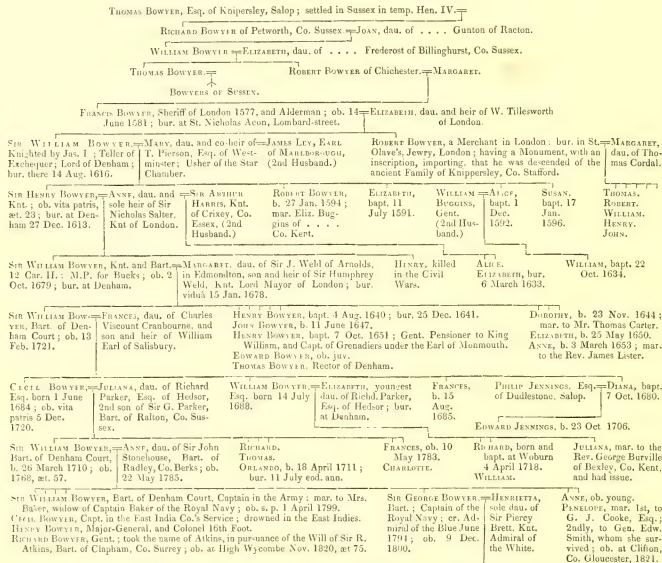 THOMAS BOWYER, Esq. of Knipersley, Salop; settled in Sussex in temp. Hen. IV.
RICHARD BOWYER of Petworth, Co. Sussex. JOAN, dau. of . . . . Gunton of Racton.
WILLIAM BOWYER ELIZABETH, dau. of . . . . Frederost of Billinghurst, Co. Sussex.
THOMAS BOWYER. ROBERT BOWYER of Chichester. MARGARET.
BOWYERS OF SUSSEX.
FRANCIS BOWYER, Sheriff of London 1577, and Alderman; ob. 14 June 1581; bur. at St. Nicholas Acon, Lombard-street.
ELIZABETH, dau. and heir of W. Tillesworth of London.
SIR WILLIAM BOWYER, Knighted by Jas. I; Teller of Exchequer; Lord of Denham; bur. there 14 Aug. 1616.
MARY, dau. and co-heir of T. Pierson, Esq. of Westminster; Usher of the Star Chamber.
JAMES LEY, EARL OF MARLBOROUGH, (2nd Husband.)
ROBERT BOWYER, a Merchant in London: bur. in St. Olave's, Jewry, London; having a Monument, with an inscription, importing, that he was descended of the ancient Family of Knippersley, Co. Stafford.
MARGARET, dau. of Thomas Cordal.
SIR HENRY BOWYER, Knt.; ob. vita patris, æt. 23; bur. at Denham 27 Dec. 1613.
ANNE, dau. and sole heir of Sir Nicholas Salter, Knt of London.
SIR ARTHUR HARRIS, Knt. of Crixey, Co. Essex, (2nd Husband.)
ROBERT BOWYER, b. 27 Jan. 1594; mar. Eliz. Buggins of . . . . Co. Kent.
ELIZABETH, bapt. 11 July 1591.
WILLIAM BUGGINS, Gent. (2nd Husband.)
ALICE, bapt. 1 Dec. 1592.
SUSAN, bapt. 17 Jan. 1596.
THOMAS.
ROBERT.
WILLIAM.
HENRY.
JOHN.
SIR WILLIAM BOWYER, Knt. and Bart. 12 Car. II.: M.P. for Bucks; ob. 2 Oct. 1679; bur. at Denham.
MARGARET, dau. of Sir J. Weld of Arnolds, in Edmondton, son and heir of Sir Humphrey Weld, Knt. Lord Mayor of London; bur. viduâ 15 Jan. 1678.
HENRY, killed in the Civil Wars.
ALICE.
ELIZABETH, bur. 6 March 1633.
WILLIAM, bapt. 22 Oct. 1634.
SIR WILLIAM BOWYER, Bart. of Denham Court; ob. 13 Feb. 1721.
FRANCES, dau. of Charles Viscount Cranbourne, and son and heir of William Earl of Salisbury.
HENRY BOWYER, bapt. 4 Aug. 1640; bur. 25 Dec. 1641.
JOHN BOWYER, b. 11 June 1647.
HENRY BOWYER, bapt. 7 Oct. 1651; Gent. Pensioner to King William, and Capt. of Grenadiers under the Earl of Monmouth.
EDWARD BOWYER, ob. juv.
THOMAS BOWYER. Rector of Denham.
DOROTHY, b. 23 Nov. 1644; mar. to Mr. Thomas Carter.
ELIZABETH, b. 25 May 1650.
ANNE, b. 3 March 1653; mar. to the Rev. James Lister.
CECIL BOWYER, Esq. born 1 June 1684; ob. vita patris 5 Dec. 1720.
JULIANA, dau. of Richard Parker, Esq. of Hedsor, 2nd son of Sir G. Parker, Bart. of Ralton, Co. Sussex.
WILLIAM BOWYER, Esq. born 14 July 1688.
ELIZABETH, youngest dau. of Richd. Parker, Esq. of Hedsor; bur. at Denham.
FRANCES, b. 15 Aug. 1685.
PHILIP JENNINGS, Esq. of Dudlestone, Salop.
DIANA, bapt. 7 Oct. 1680.
EDWARD JENNINGS, b. 23 Oct 1706.
SIR WILLIAM BOWYER, Bart. of Denham Court, b. 26 March 1710; ob. 1768, æt. 57.
ANNE, dau. of Sir John Stonehouse, Bart. of Radley, Co. Berks; ob. 22 May 1785.
RICHARD.
THOMAS.
ORLANDO, b. 18 April 1711; bur. 11 July eod. ann.
FRANCES, ob. 10 May 1783.
CHARLOTTE.
RICHARD, born and bapt. at Woburn 4 April 1718.
WILLIAM.
JULIANA, mar. to the Rev. George Burville of Bexley, Co. Kent, and had issue.
SIR WILLIAM BOWYER, Bart. of Denham Court, Captain in the Army: mar. to Mrs. Baker, widow of Captain Baker of the Royal Navy; ob. s. p. 1 April 1799.
CECIL BOWYER, Capt. in the East India Co.'s Service; drowned in the East Indies.
HENRY BOWYER, Major-General, and Colonel 16th Foot.
RICHARD BOWYER, Gent.; took the name of Atkins, in pursuance of the Will of Sir R. Atkins, Bart. of Clapham, Co. Surrey; ob. at High Wycombe Nov. 1820, æt 75.
SIR GEORGE BOWYER, Bart.; Captain of the Royal Navy; cr. Admiral of the Blue June 1794; ob. 9 Dec. 1800.
HENRIETTA, sole dau. of Sir Piercy Brett. Knt. Admiral of the White.
ANNE, ob. young.
PENELOPE, mar. 1st, to G. J. Cooke, Esq.; 2ndly, to Gen. Edw. Smith, whom she survived; ob. at Clifton, Co. Gloucester, 1821.